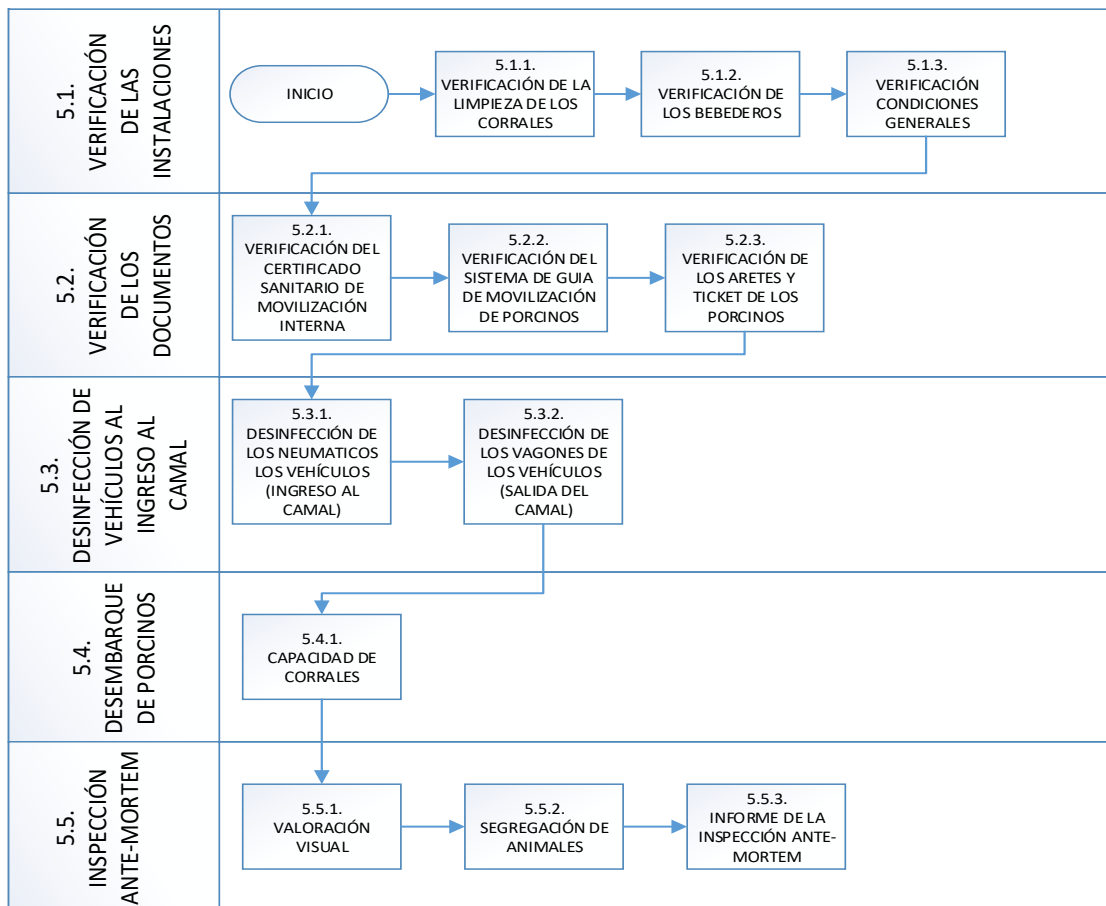 5.1.
VERIFICACIÓN
DE LAS
INSTALACIONES
INICIO
5.1.1.
VERIFICACIÓN DE LA
LIMPIEZA DE LOS
CORRALES
5.1.2.
VERIFICACIÓN DE
LOS BEBEDEROS
5.1.3.
VERIFICACIÓN
CONDICIONES
GENERALES
5.2.
VERIFICACIÓN
DE LOS
DOCUMENTOS
5.2.1.
VERIFICACIÓN DEL
CERTIFICADO
SANITARIO DE
MOVILIZACIÓN
INTERNA
5.2.2.
VERIFICACIÓN DEL
SISTEMA DE GUIA
DE MOVILIZACIÓN
DE PORCINOS
5.2.3.
VERIFICACIÓN DE
LOS ARETES Y
TICKET DE LOS
PORCINOS
5.3.
DESINFECCIÓN DE
VEHÍCULOS AL
INGRESO AL
CAMAL
5.3.1.
DESINFECCIÓN DE
LOS NEUMATICOS
LOS VEHÍCULOS
(INGRESO AL
CAMAL)
5.3.2.
DESINFECCIÓN DE
LOS VAGONES DE
LOS VEHÍCULOS
(SALIDA DEL
CAMAL)
5.4.
DESEMBARQUE
DE PORCINOS
5.4.1.
CAPACIDAD DE
CORRALES
5.5.
INSPECCIÓN
ANTE-MORTEM
5.5.1.
VALORACIÓN
VISUAL
5.5.2.
SEGREGACIÓN DE
ANIMALES
5.5.3.
INFORME DE LA
INSPECCIÓN ANTE-
MORTEM